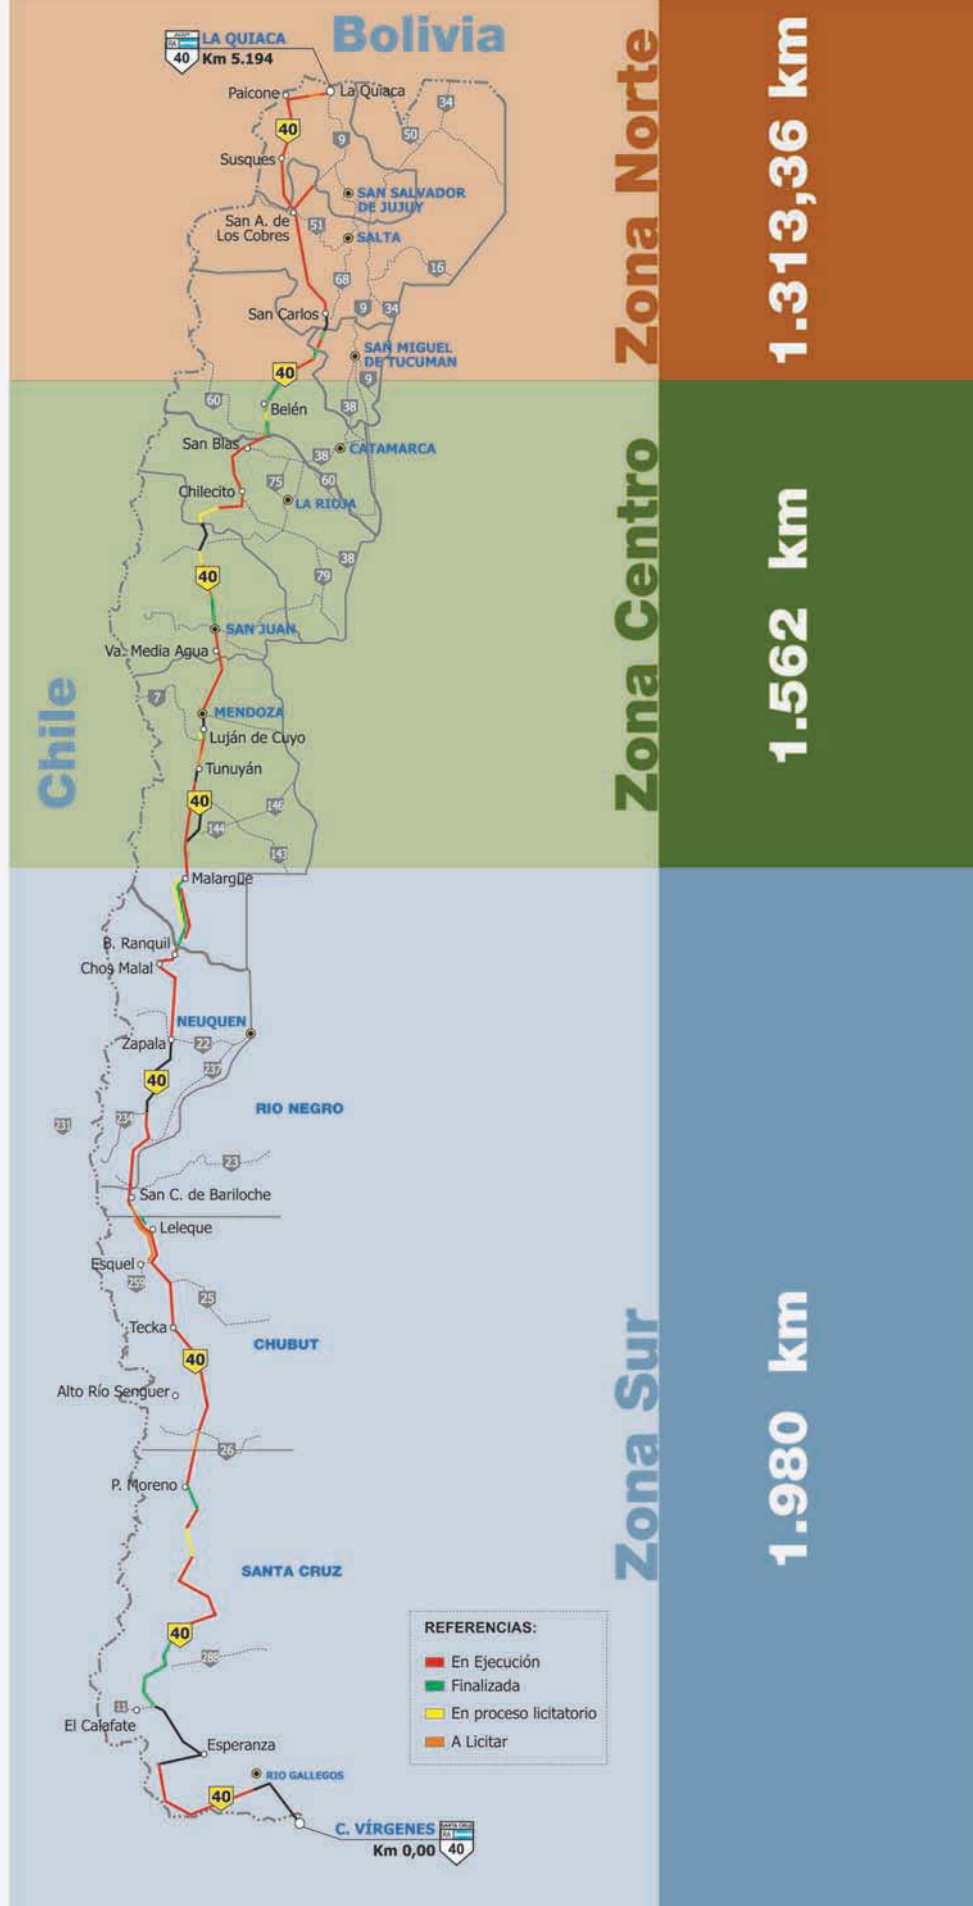 Bolivia
LA QUIACA
Km 5.194
40
Paicone
La Quiaca
34
40
9
50
Susques
SAN SALVADOR
DE JUJUY
San A. de
Los Cobres
51
SALTA
68
16
San Carlos
9
34
SAN MIGUEL
DE TUCUMAN
40
9
Zona Norte
1.313,36 km
60
Belén
38
San Blas
38
CATAMARCA
75
60
Chilecito
LA RIOJA
38
40
79
SAN JUAN
Va. Media Agua
7
MENDOZA
Luján de Cuyo
Tunuyán
40
146
144
143
Chile
Zona Centro
1.562 km
Malargüe
B. Ranquil
Chos Malal
NEUQUEN
Zapala
22
237
40
RIO NEGRO
231
234
23
San C. de Bariloche
Leleque
Esquel
259
25
Tecka
CHUBUT
40
Alto Río Senguer
26
P. Moreno
Zona Sur
1.980 km
SANTA CRUZ
40
288
11
El Calafate
Esperanza
RIO GALLEGOS
40
C. VÍRGENES
Km 0,00
SANTA CRUZ
RA
40
REFERENCIAS:
En Ejecución
Finalizada
En proceso licitatorio
A Licitar